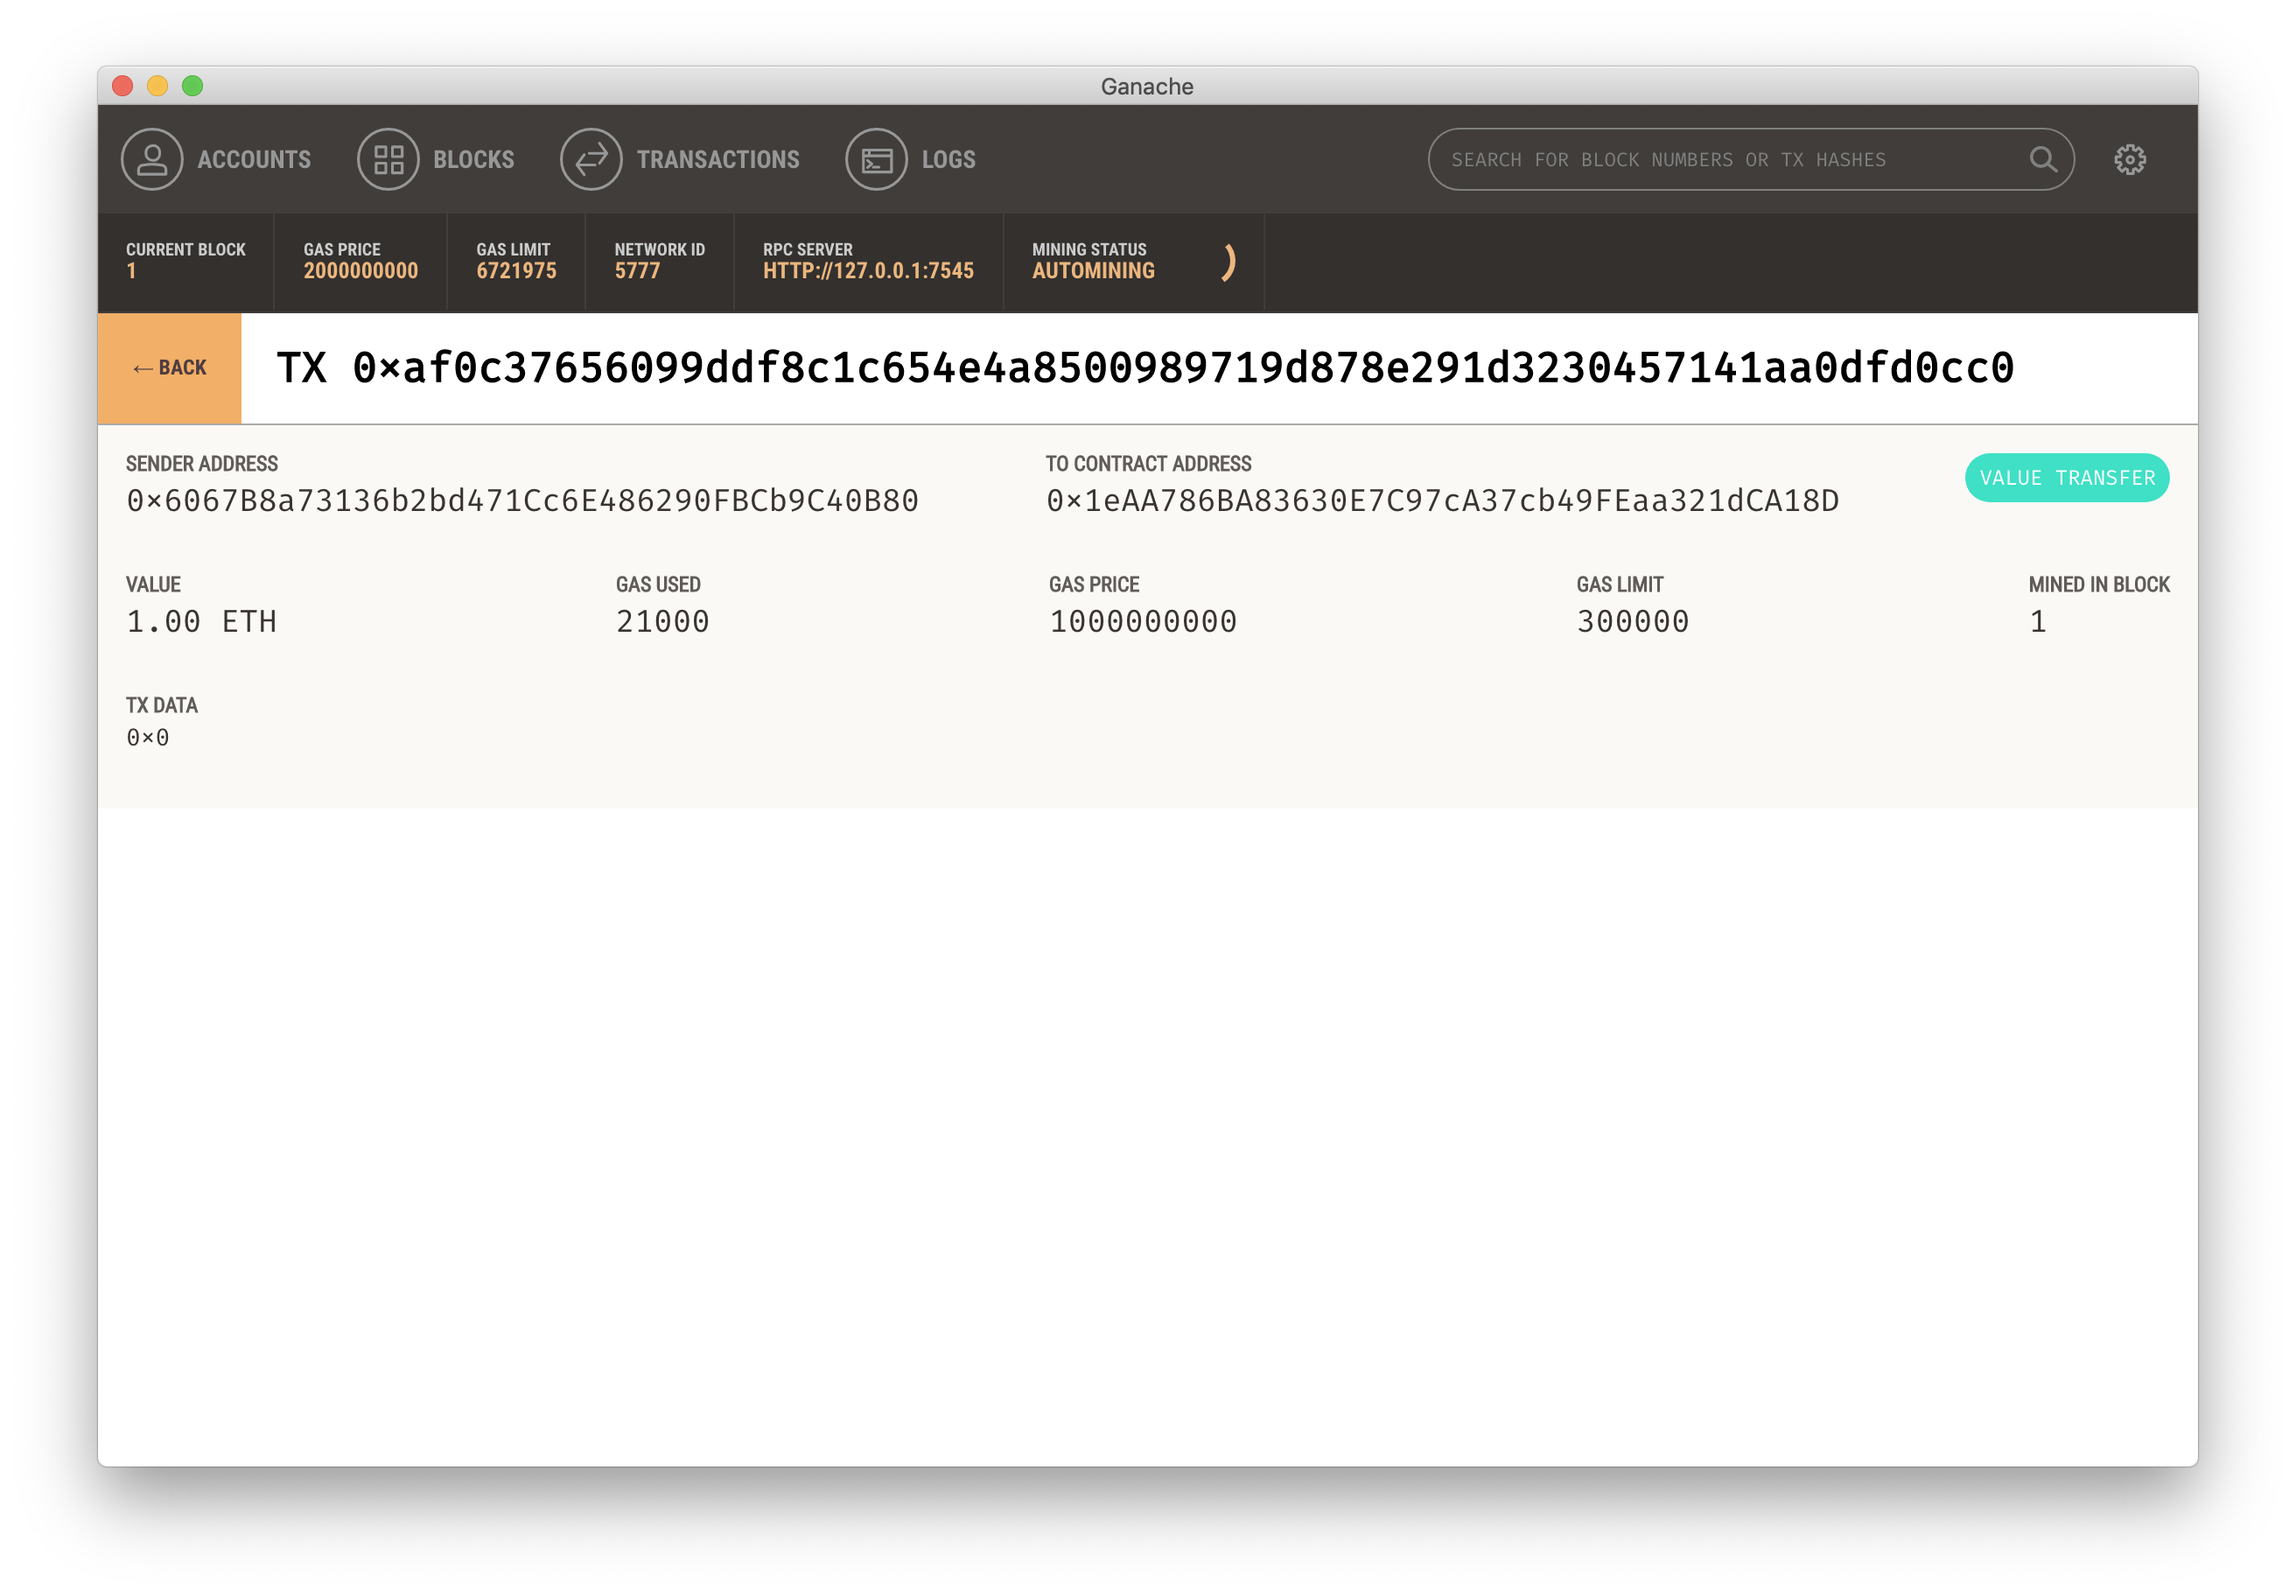 Ganache
ACCOUNTS BLOCKS TRANSACTIONS LOGS SEARCH FOR BLOCK NUMBERS OR TX HASHES
CURRENT BLOCK GAS PRICE GAS LIMIT NETWORK ID RPC SERVER MINING STATUS
1 2000000000 6721975 5777 HTTP://127.0.0.1:7545 AUTOMINING
←BACK TX 0×af0c37656099ddf8c1c654e4a8500989719d878e291d3230457141aa0dfd0cc0
SENDER ADDRESS TO CONTRACT ADDRESS
0×6067B8a73136b2bd471Cc6E486290FBCb9C40B80 0×1eAA786BA83630E7C97cA37cb49FEaa321dCA18D VALUE TRANSFER
VALUE GAS USED GAS PRICE GAS LIMIT MINED IN BLOCK
1.00 ETH 21000 1000000000 300000 1
TX DATA
0×0